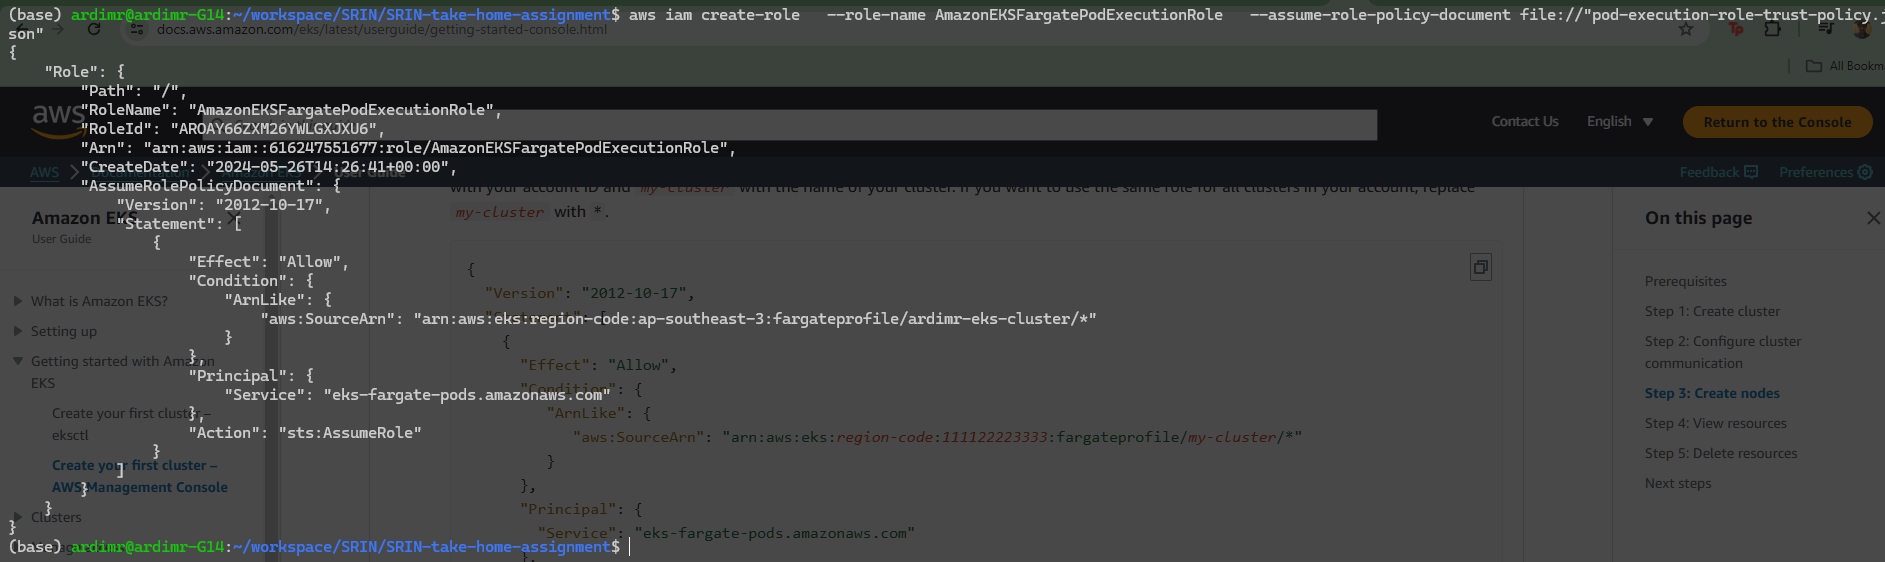 (base) ardimr@ardimr-G14:~/workspace/SRIN/SRIN-take-home-assignment$ aws iam create-role   --role-name AmazonEKSFargatePodExecutionRole   --assume-role-policy-document file://"pod-execution-role-trust-policy.j
son"
{
    "Role": {
        "Path": "/",
        "RoleName": "AmazonEKSFargatePodExecutionRole",
        "RoleId": "AROAY66ZXM26YWLGXJXU6",
        "Arn": "arn:aws:iam::616247551677:role/AmazonEKSFargatePodExecutionRole",
        "CreateDate": "2024-05-26T14:26:41+00:00",
        "AssumeRolePolicyDocument": {
            "Version": "2012-10-17",
            "Statement": [
                {
                    "Effect": "Allow",
                    "Condition": {
                        "ArnLike": {
                            "aws:SourceArn": "arn:aws:eks:region-code:ap-southeast-3:fargateprofile/ardimr-eks-cluster/*"
                        }
                    },
                    "Principal": {
                        "Service": "eks-fargate-pods.amazonaws.com"
                    },
                    "Action": "sts:AssumeRole"
                }
            ]
        }
    }
}
(base) ardimr@ardimr-G14:~/workspace/SRIN/SRIN-take-home-assignment$
docs.aws.amazon.com/eks/latest/userguide/getting-started-console.html
All Bookm
aws
Contact Us
English
Return to the Console
AWS
Documentation
Amazon EKS
User Guide
Feedback
Preferences
Amazon EKS
User Guide
What is Amazon EKS?
Setting up
Getting started with Amazon
EKS
Create your first cluster –
eksctl
Create your first cluster –
AWS Management Console
Clusters
with your account ID and my-cluster with the name of your cluster. If you want to use the same role for all clusters in your account, replace
my-cluster with *.
{
"Version": "2012-10-17",
{
"Effect": "Allow",
"Condition": {
"ArnLike": {
"aws:SourceArn": "arn:aws:eks:region-code:111122223333:fargateprofile/my-cluster/*"
}
},
"Principal": {
"Service": "eks-fargate-pods.amazonaws.com"
},
On this page
Prerequisites
Step 1: Create cluster
Step 2: Configure cluster
communication
Step 3: Create nodes
Step 4: View resources
Step 5: Delete resources
Next steps